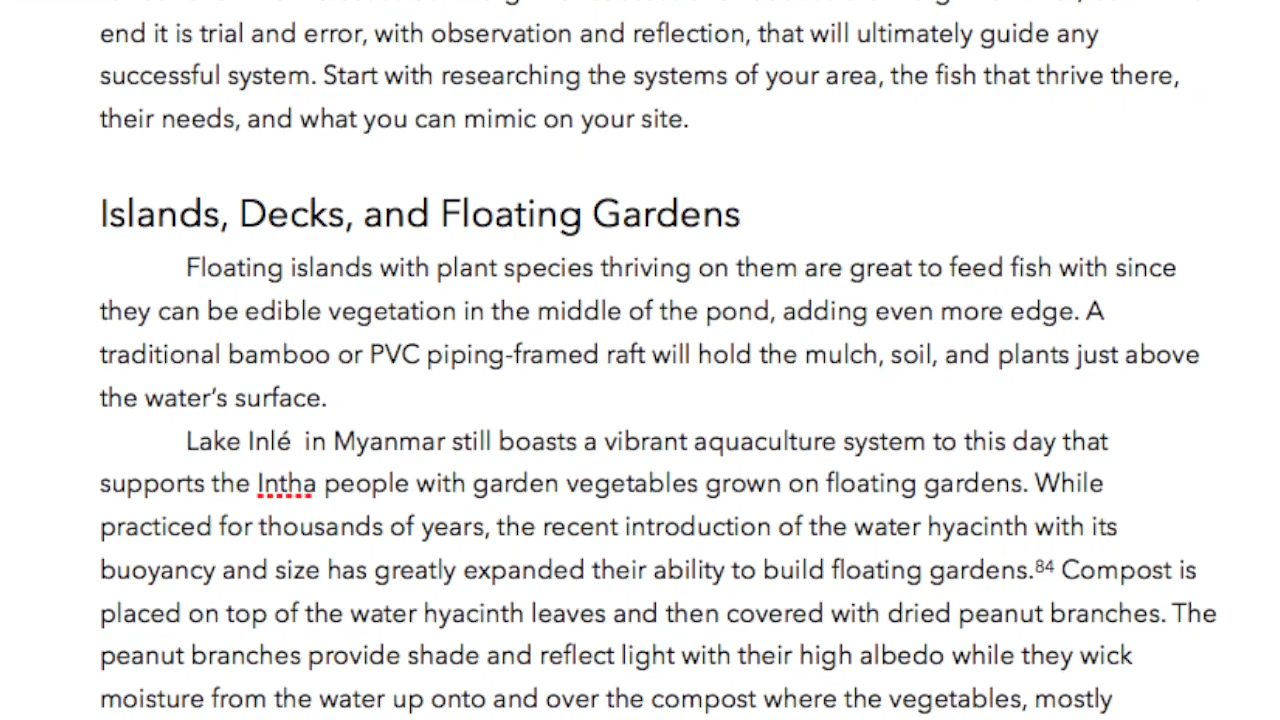 end it is trial and error, with observation and reflection, that will ultimately guide any
successful system. Start with researching the systems of your area, the fish that thrive there,
their needs, and what you can mimic on your site.
Islands, Decks, and Floating Gardens
Floating islands with plant species thriving on them are great to feed fish with since
they can be edible vegetation in the middle of the pond, adding even more edge. A
traditional bamboo or PVC piping-framed raft will hold the mulch, soil, and plants just above
the water's surface.
Lake Inlé  in Myanmar still boasts a vibrant aquaculture system to this day that
supports the Intha people with garden vegetables grown on floating gardens. While
practiced for thousands of years, the recent introduction of the water hyacinth with its
buoyancy and size has greatly expanded their ability to build floating gardens.⁸⁴ Compost is
placed on top of the water hyacinth leaves and then covered with dried peanut branches. The
peanut branches provide shade and reflect light with their high albedo while they wick
moisture from the water up onto and over the compost where the vegetables, mostly